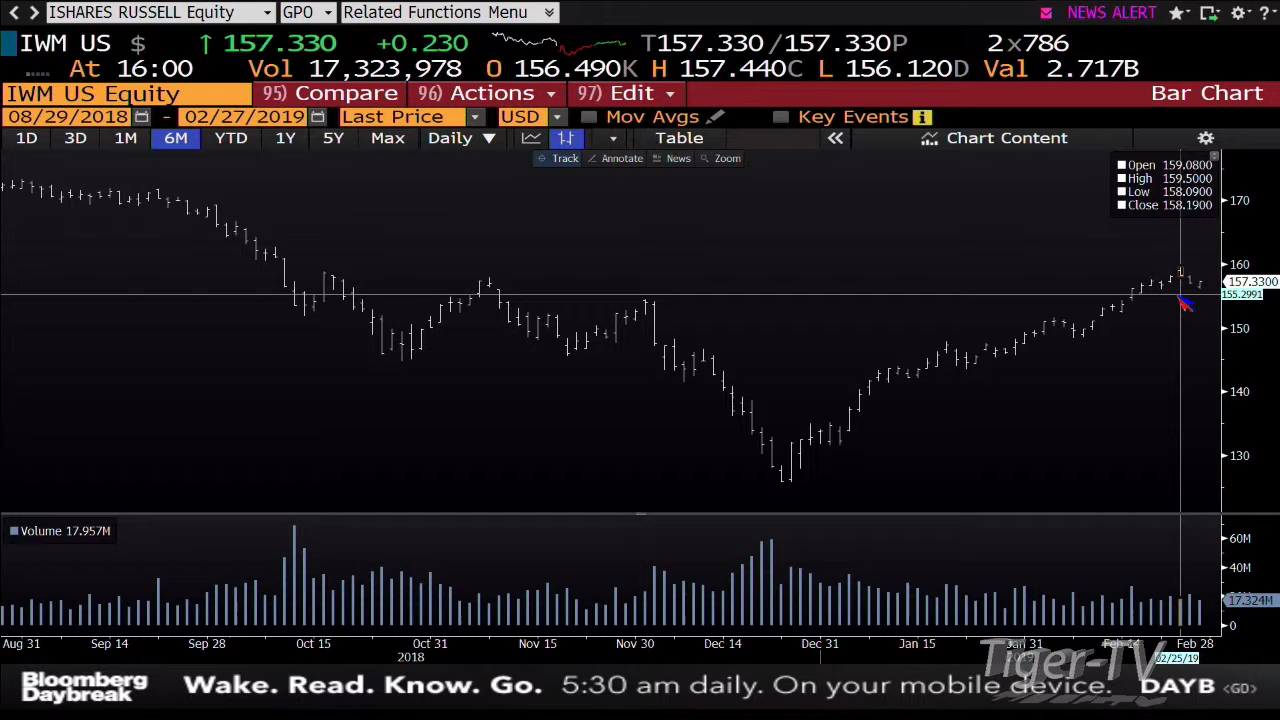 ISHARES RUSSELL Equity GPO Related Functions Menu NEWS ALERT ?
IWM US $ ↑ 157.330 +0.230 T157.330 /157.330P 2 x786
At 16:00 Vol 17,323,978 O 156.490K H 157.440C L 156.120D Val 2.717B
IWM US Equity 95) Compare 96) Actions 97) Edit Bar Chart
08/29/2018 - 02/27/2019 Last Price USD Mov Avgs Key Events i
1D 3D 1M 6M YTD 1Y 5Y Max Daily ▼ Table « Chart Content
Track Annotate News Zoom
Open 159.0800
High 159.5000
Low 158.0900
Close 158.1900
170
160
157.3300
155.2991
150
140
130
Volume 17.957M
60M
40M
17.324M
0
Aug 31 Sep 14 Sep 28 Oct 15 Oct 31 Nov 15 Nov 30 Dec 14 Dec 31 Jan 15 Jan 31 Feb 14 Feb 28
2018 2019 02/25/19
Tiger-TV
Bloomberg
Daybreak
Wake. Read. Know. Go. 5:30 am daily. On your mobile device. DAYB <GO>